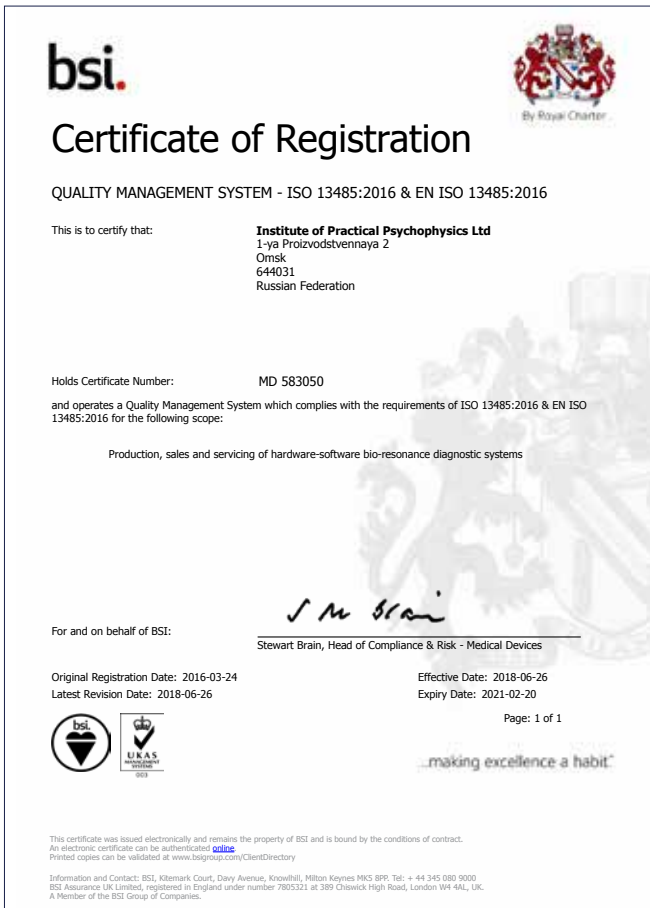 bsi.
By Royal Charter
Certificate of Registration
QUALITY MANAGEMENT SYSTEM - ISO 13485:2016 & EN ISO 13485:2016
This is to certify that:
Institute of Practical Psychophysics Ltd
1-ya Proizvodstvennaya 2
Omsk
644031
Russian Federation
Holds Certificate Number:
MD 583050
and operates a Quality Management System which complies with the requirements of ISO 13485:2016 & EN ISO
13485:2016 for the following scope:
Production, sales and servicing of hardware-software bio-resonance diagnostic systems
J M Brain
For and on behalf of BSI:
Stewart Brain, Head of Compliance & Risk - Medical Devices
Original Registration Date: 2016-03-24
Effective Date: 2018-06-26
Latest Revision Date: 2018-06-26
Expiry Date: 2021-02-20
Page: 1 of 1
bsi.
UKAS
MANAGEMENT
SYSTEMS
003
...making excellence a habit.™
This certificate was issued electronically and remains the property of BSI and is bound by the conditions of contract.
An electronic certificate can be authenticated online.
Printed copies can be validated at www.bsigroup.com/ClientDirectory
Information and Contact: BSI, Kitemark Court, Davy Avenue, Knowlhill, Milton Keynes MK5 8PP. Tel: + 44 345 080 9000
BSI Assurance UK Limited, registered in England under number 7805321 at 389 Chiswick High Road, London W4 4AL, UK.
A Member of the BSI Group of Companies.